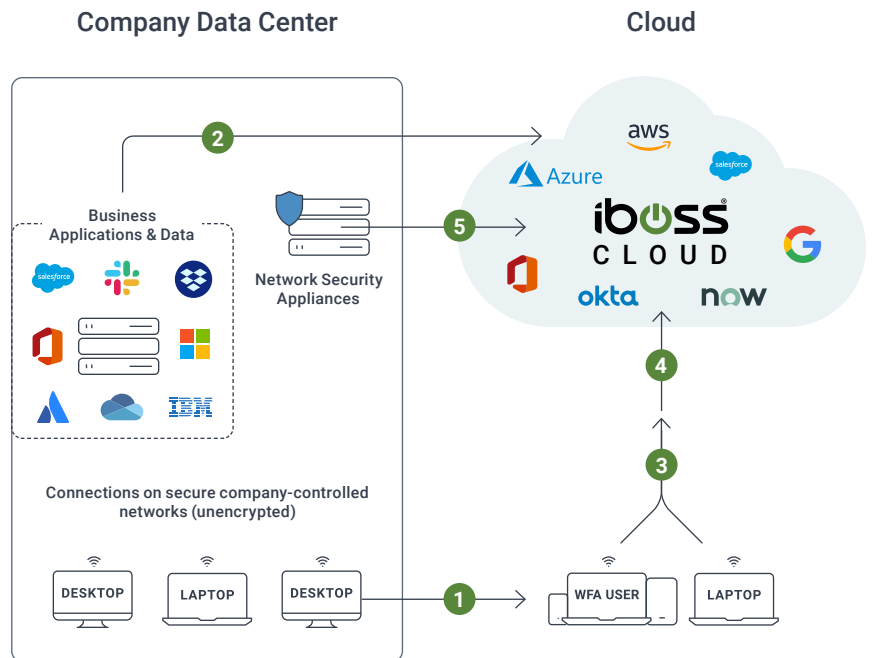 Company Data Center
Cloud
2
aws
salesforce
Azure
Business
Applications & Data
iboss®
CLOUD
5
salesforce
Network Security
Appliances
okta
now
4
IBM
3
Connections on secure company-controlled
networks (unencrypted)
DESKTOP
LAPTOP
DESKTOP
1
WFA USER
LAPTOP